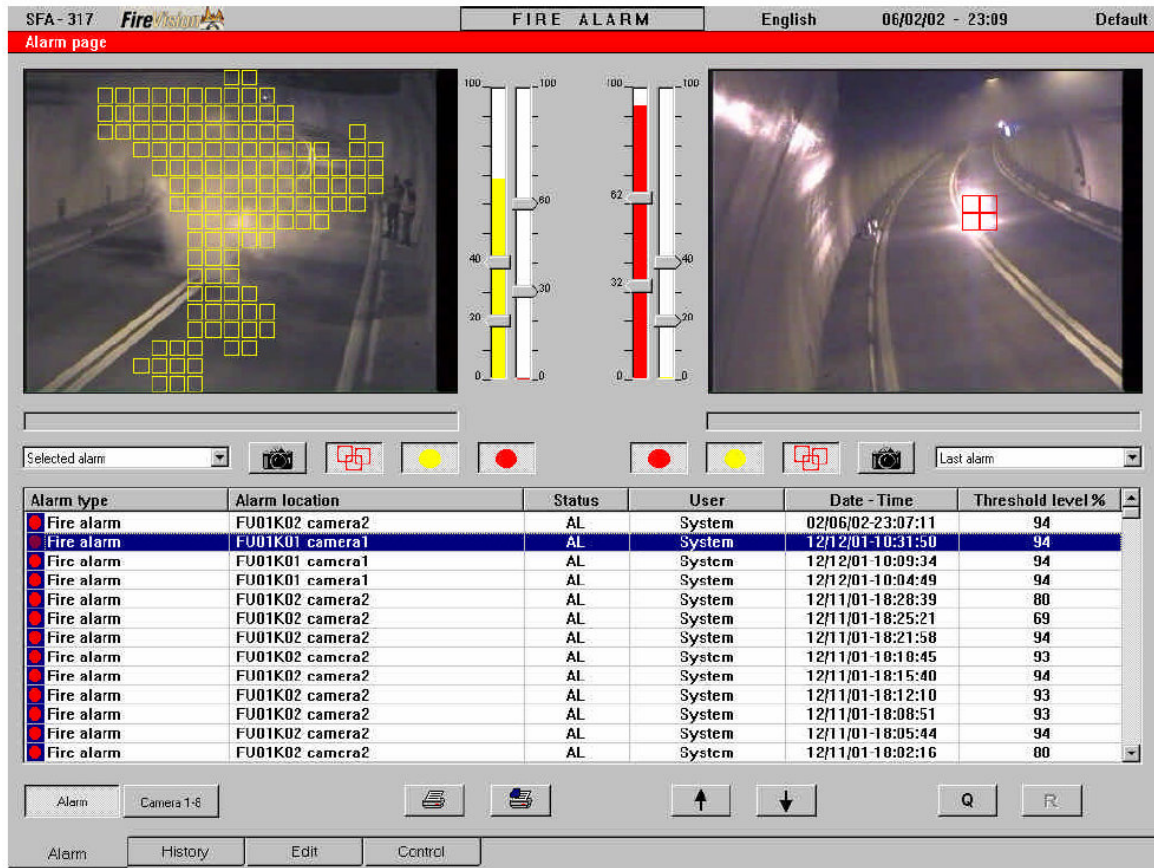 SFA - 317 FireVision FIRE ALARM English 06/02/02 - 23:09 Default
Alarm page
100 100 100 100
60 62
40 40
30 32
20 20
0 0 0 0
Selected alarm Last alarm
Alarm type Alarm location Status User Date - Time Threshold level %
Fire alarm FU01K02 camera2 AL System 02/06/02-23:07:11 94
Fire alarm FU01K01 camera1 AL System 12/12/01-10:31:50 94
Fire alarm FU01K01 camera1 AL System 12/12/01-10:09:34 94
Fire alarm FU01K01 camera1 AL System 12/12/01-10:04:49 94
Fire alarm FU01K02 camera2 AL System 12/11/01-18:28:39 80
Fire alarm FU01K02 camera2 AL System 12/11/01-18:25:21 69
Fire alarm FU01K02 camera2 AL System 12/11/01-18:21:58 94
Fire alarm FU01K02 camera2 AL System 12/11/01-18:18:45 93
Fire alarm FU01K02 camera2 AL System 12/11/01-18:15:40 94
Fire alarm FU01K02 camera2 AL System 12/11/01-18:12:10 93
Fire alarm FU01K02 camera2 AL System 12/11/01-18:08:51 93
Fire alarm FU01K02 camera2 AL System 12/11/01-18:05:44 94
Fire alarm FU01K02 camera2 AL System 12/11/01-18:02:16 80
Alarm Camera 1-8 Q R
Alarm History Edit Control